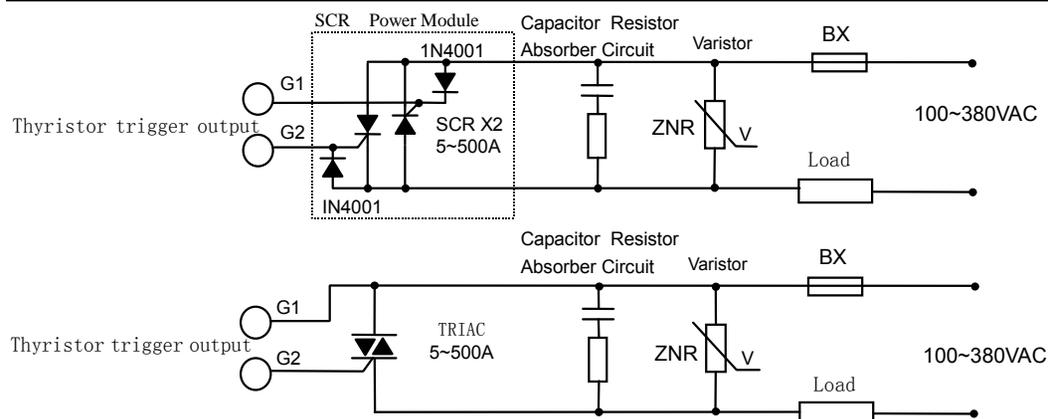 SCR Power Module
Capacitor Resistor
Absorber Circuit
Varistor
BX
1N4001
G1
Thyristor trigger output
G2
SCR X2
5~500A
ZNR
V
100~380VAC
Load
IN4001
Capacitor Resistor
Absorber Circuit
Varistor
BX
G1
Thyristor trigger output
G2
TRIAC
5~500A
ZNR
V
100~380VAC
Load